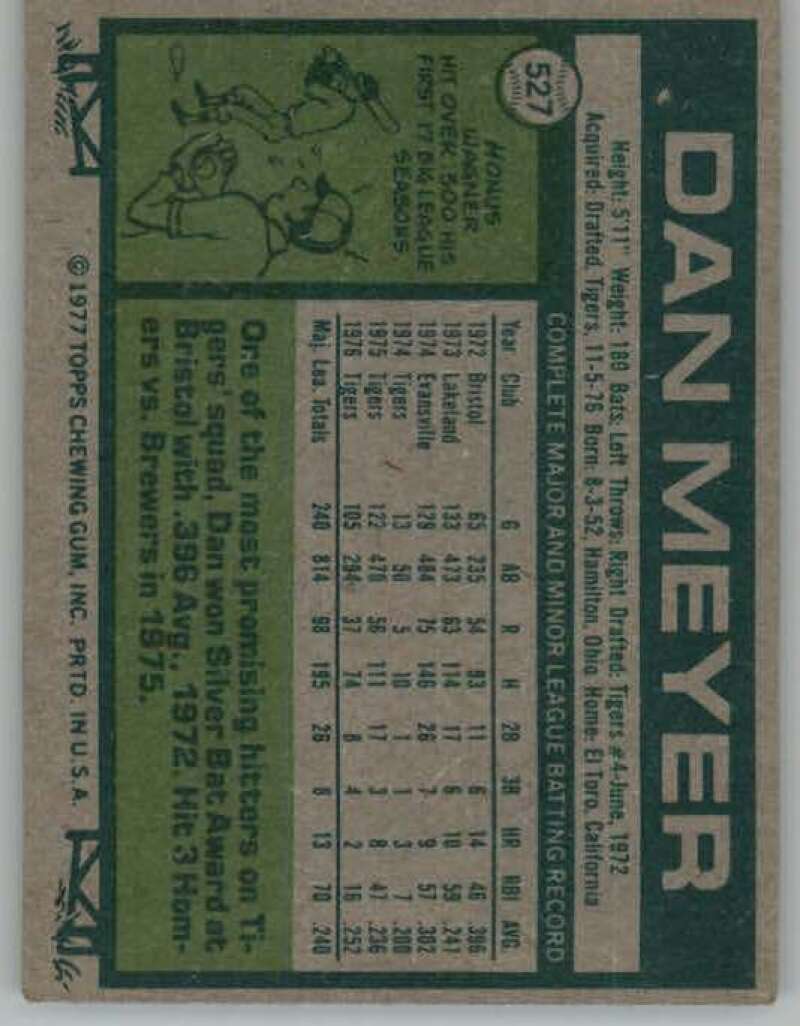 527
DAN MEYER
Height: 5'11" Weight: 180 Bats: Left Throws: Right Drafted: Tigers #4-June, 1972
Acquired: Drafted, Tigers, 11-5-76 Born: 8-3-52, Hamilton, Ohio Home: El Toro, California
COMPLETE MAJOR AND MINOR LEAGUE BATTING RECORD
Year Club G AB R H 2B 3B HR RBI AVG.
1972 Bristol 65 235 54 93 11 6 14 46 .396
1973 Lakeland 133 473 63 114 17 6 10 59 .241
1974 Evansville 129 484 75 146 26 7 9 57 .302
1974 Tigers 13 50 5 10 1 1 3 7 .200
1975 Tigers 122 470 56 111 17 3 8 47 .236
1976 Tigers 105 294 37 74 8 4 2 16 .252
Maj. Lea. Totals 240 814 98 195 26 8 13 70 .240
HONUS
WAGNER
HIT OVER .300 HIS
FIRST 17 BIG LEAGUE
SEASONS
One of the most promising hitters on Ti-
gers' squad, Dan won Silver Bat Award at
Bristol with .396 Avg., 1972. Hit 3 Hom-
ers vs. Brewers in 1975.
© 1977 TOPPS CHEWING GUM, INC. PRTD. IN U.S.A.